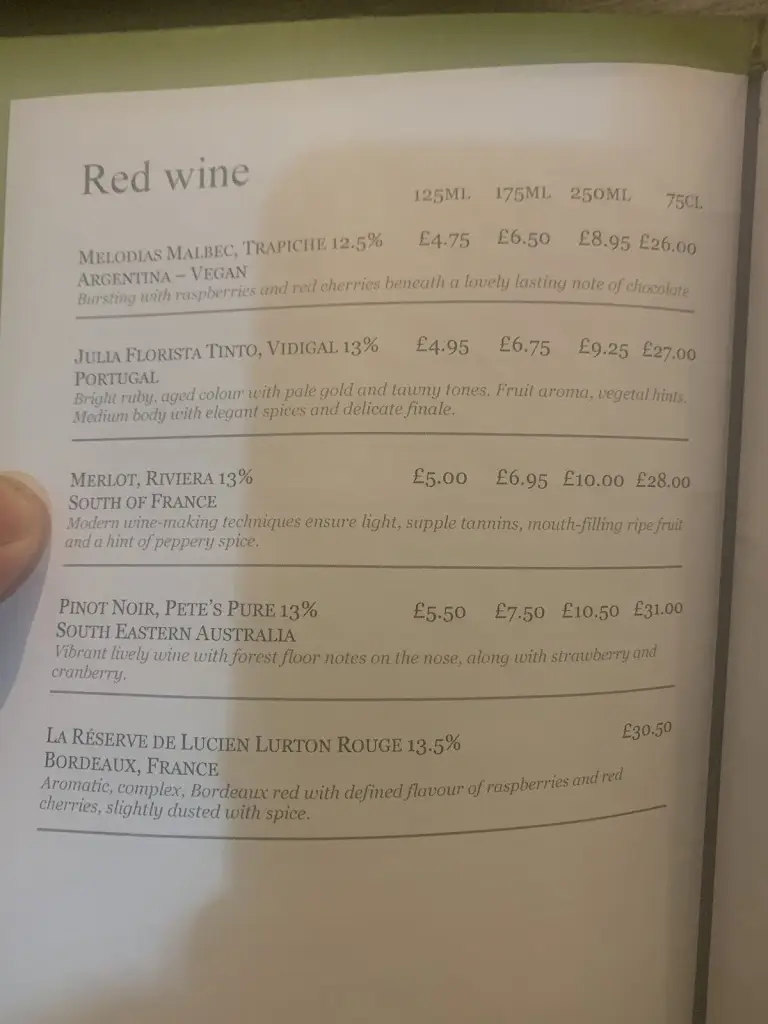 Red wine
125ML 175ML 250ML 75CL
MELODIAS MALBEC, TRAPICHE 12.5% £4.75 £6.50 £8.95 £26.00
ARGENTINA – VEGAN
Bursting with raspberries and red cherries beneath a lovely lasting note of chocolate
JULIA FLORISTA TINTO, VIDIGAL 13% £4.95 £6.75 £9.25 £27.00
PORTUGAL
Bright ruby, aged colour with pale gold and tawny tones. Fruit aroma, vegetal hints.
Medium body with elegant spices and delicate finale.
MERLOT, RIVIERA 13% £5.00 £6.95 £10.00 £28.00
SOUTH OF FRANCE
Modern wine-making techniques ensure light, supple tannins, mouth-filling ripe fruit
and a hint of peppery spice.
PINOT NOIR, PETE'S PURE 13% £5.50 £7.50 £10.50 £31.00
SOUTH EASTERN AUSTRALIA
Vibrant lively wine with forest floor notes on the nose, along with strawberry and
cranberry.
LA RÉSERVE DE LUCIEN LURTON ROUGE 13.5% £30.50
BORDEAUX, FRANCE
Aromatic, complex, Bordeaux red with defined flavour of raspberries and red
cherries, slightly dusted with spice.